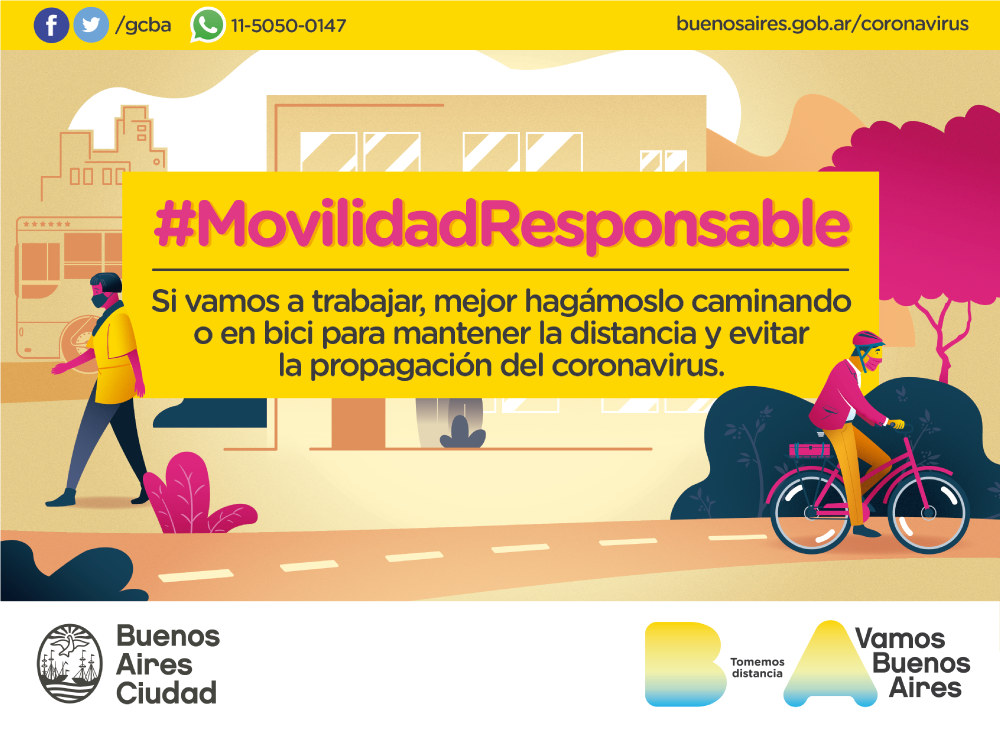 /gcba 11-5050-0147 buenosaires.gob.ar/coronavirus
#MovilidadResponsable
Si vamos a trabajar, mejor hagámoslo caminando
o en bici para mantener la distancia y evitar
la propagación del coronavirus.
Buenos
Aires
Ciudad
B
Tomemos
distancia
A
Vamos
Buenos
Aires